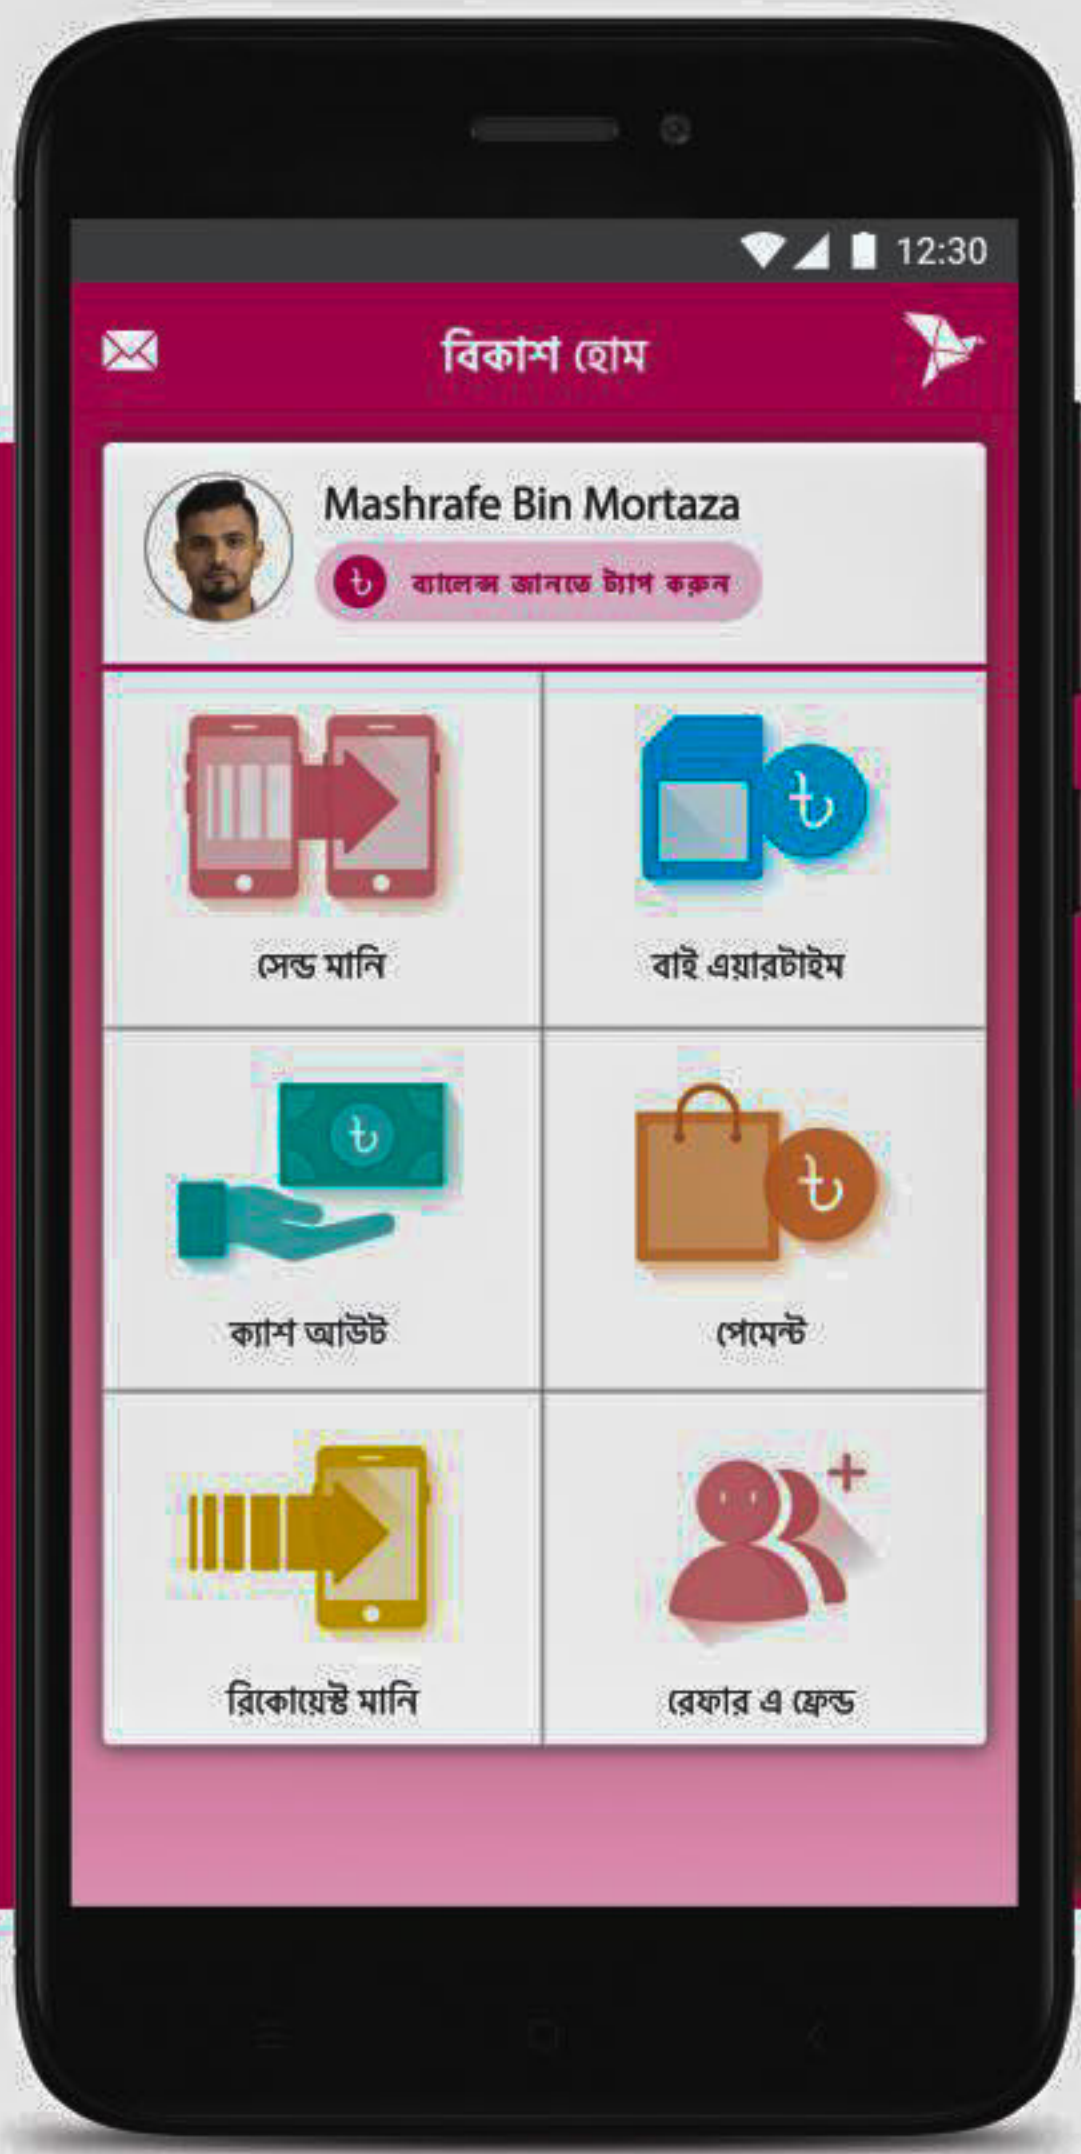 12:30
বিকাশ হোম
Mashrafe Bin Mortaza
৳ ব্যালেন্স জানতে ট্যাপ করুন
৳
সেন্ড মানি
বাই এয়ারটাইম
৳
৳
ক্যাশ আউট
পেমেন্ট
রিকোয়েস্ট মানি
রেফার এ ফ্রেন্ড